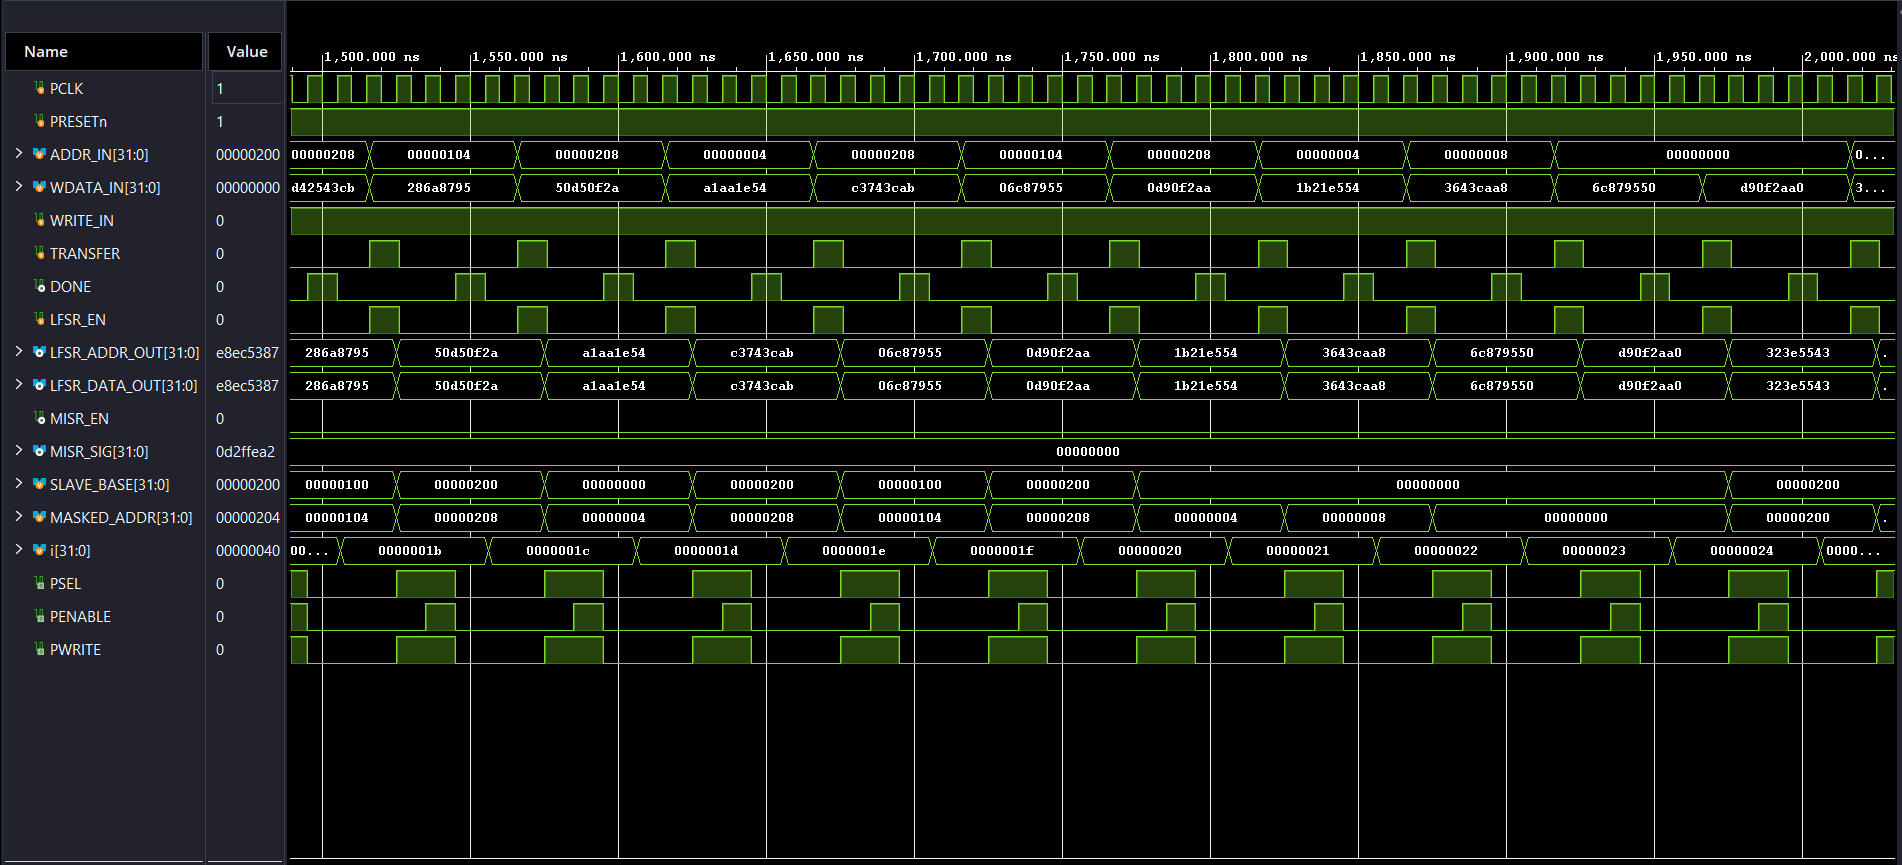 Name Value
1,500.000 ns 1,550.000 ns 1,600.000 ns 1,650.000 ns 1,700.000 ns 1,750.000 ns 1,800.000 ns 1,850.000 ns 1,900.000 ns 1,950.000 ns 2,000.000 ns
PCLK 1
PRESETn 1
ADDR_IN[31:0] 00000200 00000208 00000104 00000208 00000004 00000208 00000104 00000208 00000004 00000008 00000000 0...
WDATA_IN[31:0] 00000000 d42543cb 286a8795 50d50f2a a1aa1e54 c3743cab 06c87955 0d90f2aa 1b21e554 3643caa8 6c879550 d90f2aa0 3...
WRITE_IN 0
TRANSFER 0
DONE 0
LFSR_EN 0
LFSR_ADDR_OUT[31:0] e8ec5387 286a8795 50d50f2a a1aa1e54 c3743cab 06c87955 0d90f2aa 1b21e554 3643caa8 6c879550 d90f2aa0 323e5543 .
LFSR_DATA_OUT[31:0] e8ec5387 286a8795 50d50f2a a1aa1e54 c3743cab 06c87955 0d90f2aa 1b21e554 3643caa8 6c879550 d90f2aa0 323e5543 .
MISR_EN 0
MISR_SIG[31:0] 0d2ffea2 00000000
SLAVE_BASE[31:0] 00000200 00000100 00000200 00000000 00000200 00000100 00000200 00000000 00000200
MASKED_ADDR[31:0] 00000204 00000104 00000208 00000004 00000208 00000104 00000208 00000004 00000008 00000000 00000200 .
i[31:0] 00000040 00... 0000001b 0000001c 0000001d 0000001e 0000001f 00000020 00000021 00000022 00000023 00000024 0000...
PSEL 0
PENABLE 0
PWRITE 0